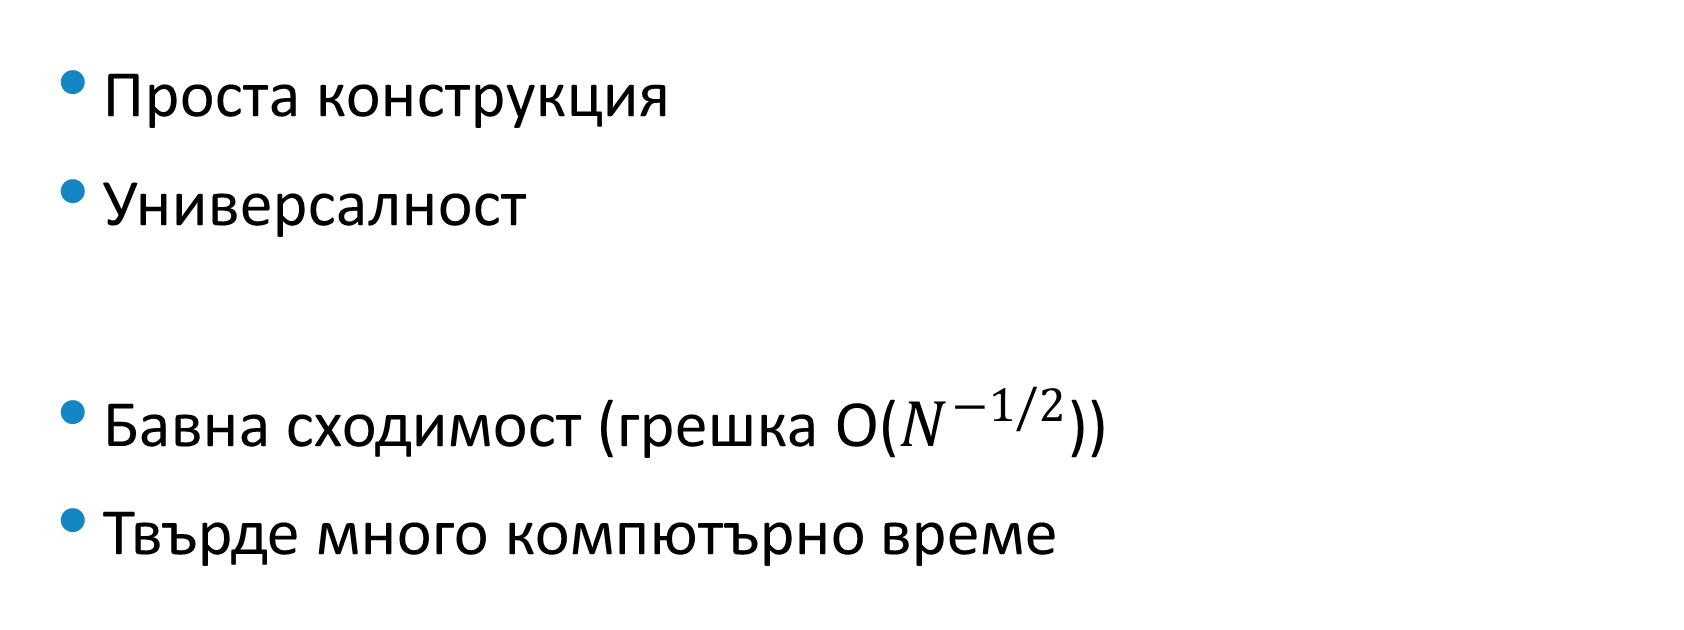 • Проста конструкция
• Универсалност
• Бавна сходимост (грешка O($N^{-1/2}$))
• Твърде много компютърно време